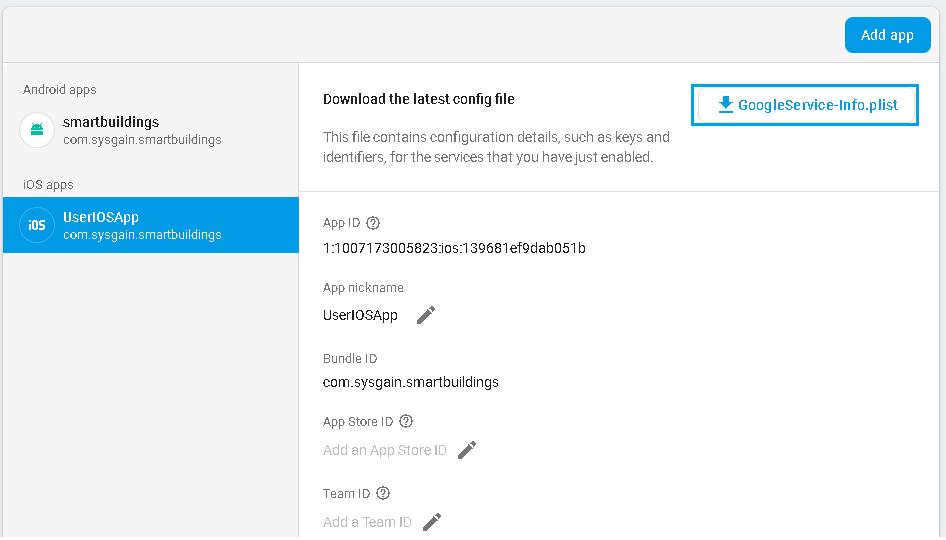 Add app
Android apps
smartbuildings
com.sysgain.smartbuildings
iOS apps
iOS
UserIOSApp
com.sysgain.smartbuildings
Download the latest config file
GoogleService-Info.plist
This file contains configuration details, such as keys and
identifiers, for the services that you have just enabled.
App ID
1:1007173005823:ios:139681ef9dab051b
App nickname
UserIOSApp
Bundle ID
com.sysgain.smartbuildings
App Store ID
Add an App Store ID
Team ID
Add a Team ID